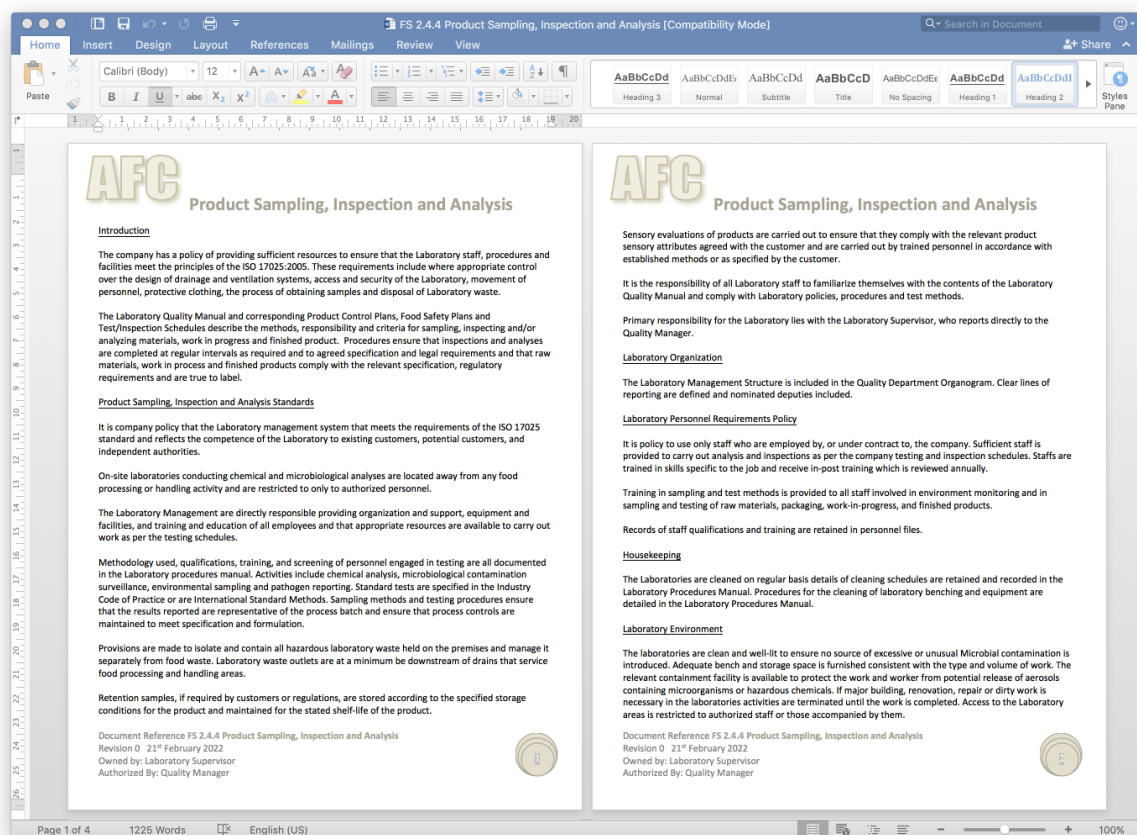 FS 2.4.4 Product Sampling, Inspection and Analysis [Compatibility Mode]
Search in Document
Home Insert Design Layout References Mailings Review View
Share
Paste
Calibri (Body) 12
B I U abc X2 X2
AaBbCcDd AaBbCcDdEe AaBbCcDd AaBbCcD AaBbCcDdEe AaBbCcDd AaBbCcDdI
Heading 3 Normal Subtitle Title No Spacing Heading 1 Heading 2
Styles Pane
AFC
Product Sampling, Inspection and Analysis
Introduction
The company has a policy of providing sufficient resources to ensure that the Laboratory staff, procedures and
facilities meet the principles of the ISO 17025:2005. These requirements include where appropriate control
over the design of drainage and ventilation systems, access and security of the Laboratory, movement of
personnel, protective clothing, the process of obtaining samples and disposal of Laboratory waste.
The Laboratory Quality Manual and corresponding Product Control Plans, Food Safety Plans and
Test/Inspection Schedules describe the methods, responsibility and criteria for sampling, inspecting and/or
analyzing materials, work in progress and finished product. Procedures ensure that inspections and analyses
are completed at regular intervals as required and to agreed specification and legal requirements and that raw
materials, work in process and finished products comply with the relevant specification, regulatory
requirements and are true to label.
Product Sampling, Inspection and Analysis Standards
It is company policy that the Laboratory management system that meets the requirements of the ISO 17025
standard and reflects the competence of the Laboratory to existing customers, potential customers, and
independent authorities.
On-site laboratories conducting chemical and microbiological analyses are located away from any food
processing or handling activity and are restricted to only to authorized personnel.
The Laboratory Management are directly responsible providing organization and support, equipment and
facilities, and training and education of all employees and that appropriate resources are available to carry out
work as per the testing schedules.
Methodology used, qualifications, training, and screening of personnel engaged in testing are all documented
in the Laboratory procedures manual. Activities include chemical analysis, microbiological contamination
surveillance, environmental sampling and pathogen reporting. Standard tests are specified in the Industry
Code of Practice or are International Standard Methods. Sampling methods and testing procedures ensure
that the results reported are representative of the process batch and ensure that process controls are
maintained to meet specification and formulation.
Provisions are made to isolate and contain all hazardous laboratory waste held on the premises and manage it
separately from food waste. Laboratory waste outlets are at a minimum be downstream of drains that service
food processing and handling areas.
Retention samples, if required by customers or regulations, are stored according to the specified storage
conditions for the product and maintained for the stated shelf-life of the product.
Document Reference FS 2.4.4 Product Sampling, Inspection and Analysis
Revision 0 21st February 2022
Owned by: Laboratory Supervisor
Authorized By: Quality Manager
1
AFC
Product Sampling, Inspection and Analysis
Sensory evaluations of products are carried out to ensure that they comply with the relevant product
sensory attributes agreed with the customer and are carried out by trained personnel in accordance with
established methods or as specified by the customer.
It is the responsibility of all Laboratory staff to familiarize themselves with the contents of the Laboratory
Quality Manual and comply with Laboratory policies, procedures and test methods.
Primary responsibility for the Laboratory lies with the Laboratory Supervisor, who reports directly to the
Quality Manager.
Laboratory Organization
The Laboratory Management Structure is included in the Quality Department Organogram. Clear lines of
reporting are defined and nominated deputies included.
Laboratory Personnel Requirements Policy
It is policy to use only staff who are employed by, or under contract to, the company. Sufficient staff is
provided to carry out analysis and inspections as per the company testing and inspection schedules. Staffs are
trained in skills specific to the job and receive in-post training which is reviewed annually.
Training in sampling and test methods is provided to all staff involved in environment monitoring and in
sampling and testing of raw materials, packaging, work-in-progress, and finished products.
Records of staff qualifications and training are retained in personnel files.
Housekeeping
The Laboratories are cleaned on regular basis details of cleaning schedules are retained and recorded in the
Laboratory Procedures Manual. Procedures for the cleaning of laboratory benching and equipment are
detailed in the Laboratory Procedures Manual.
Laboratory Environment
The laboratories are clean and well-lit to ensure no source of excessive or unusual Microbial contamination is
introduced. Adequate bench and storage space is furnished consistent with the type and volume of work. The
relevant containment facility is available to protect the work and worker from potential release of aerosols
containing microorganisms or hazardous chemicals. If major building, renovation, repair or dirty work is
necessary in the laboratories activities are terminated until the work is completed. Access to the Laboratory
areas is restricted to authorized staff or those accompanied by them.
Document Reference FS 2.4.4 Product Sampling, Inspection and Analysis
Revision 0 21st February 2022
Owned by: Laboratory Supervisor
Authorized By: Quality Manager
2
Page 1 of 4 1225 Words English (US) 100%